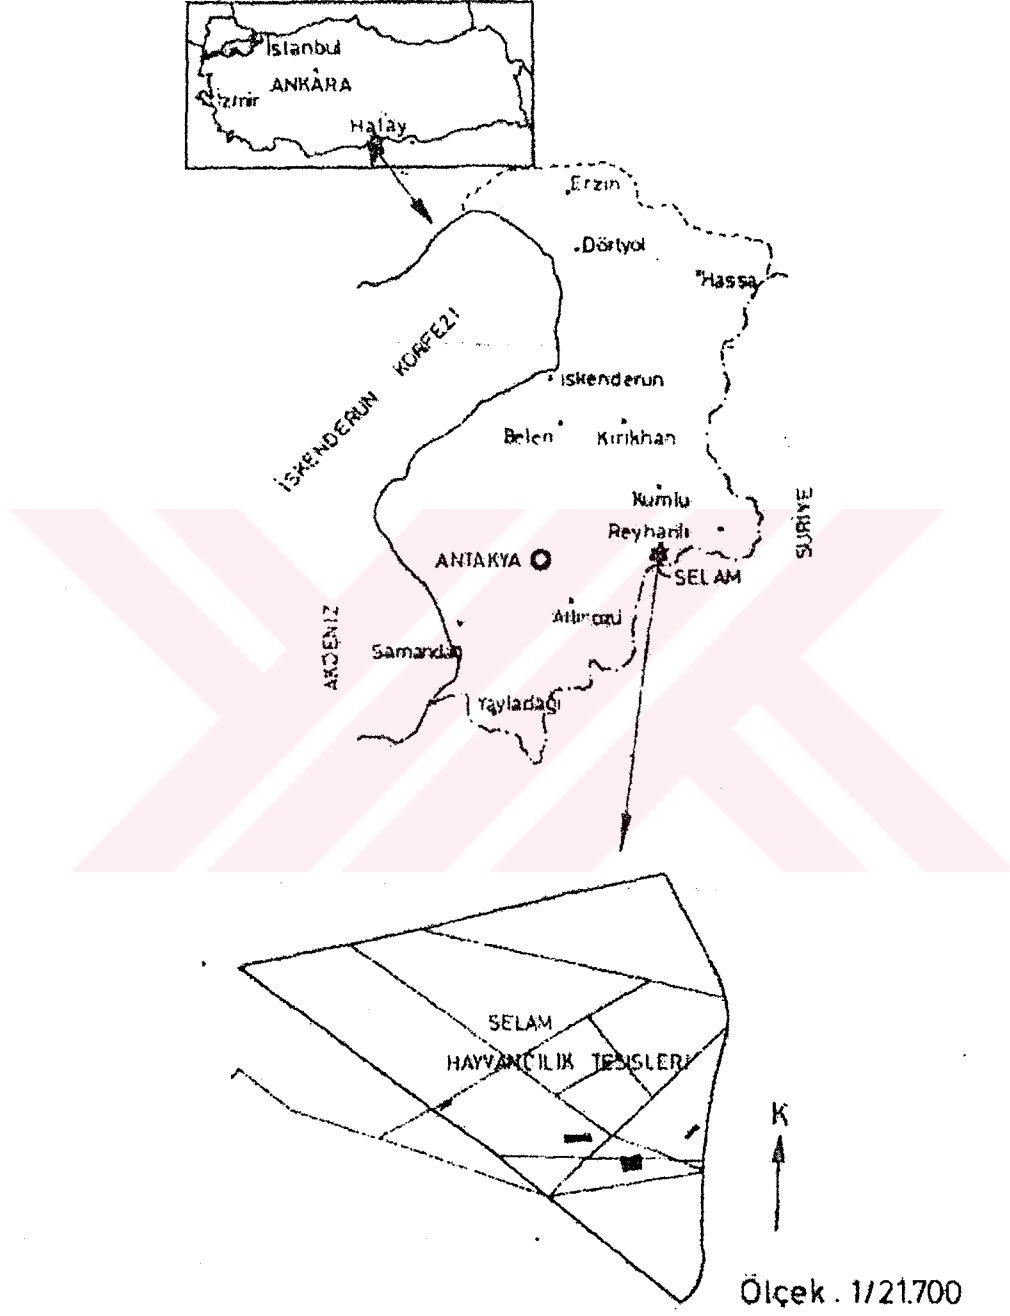 İstanbul
ANKARA
İzmir
Hatay
Erzin
Dörtyol
Hassa
İSKENDERUN KÖRFEZİ
İskenderun
Belen
Kırıkhan
Kumlu
Reyhanlı
SURİYE
ANTAKYA
SELAM
Altınözü
AKDENİZ
Samandağ
Yayladağı
SELAM
HAYVANCILIK TESİSLERİ
K
Ölçek . 1/21.700